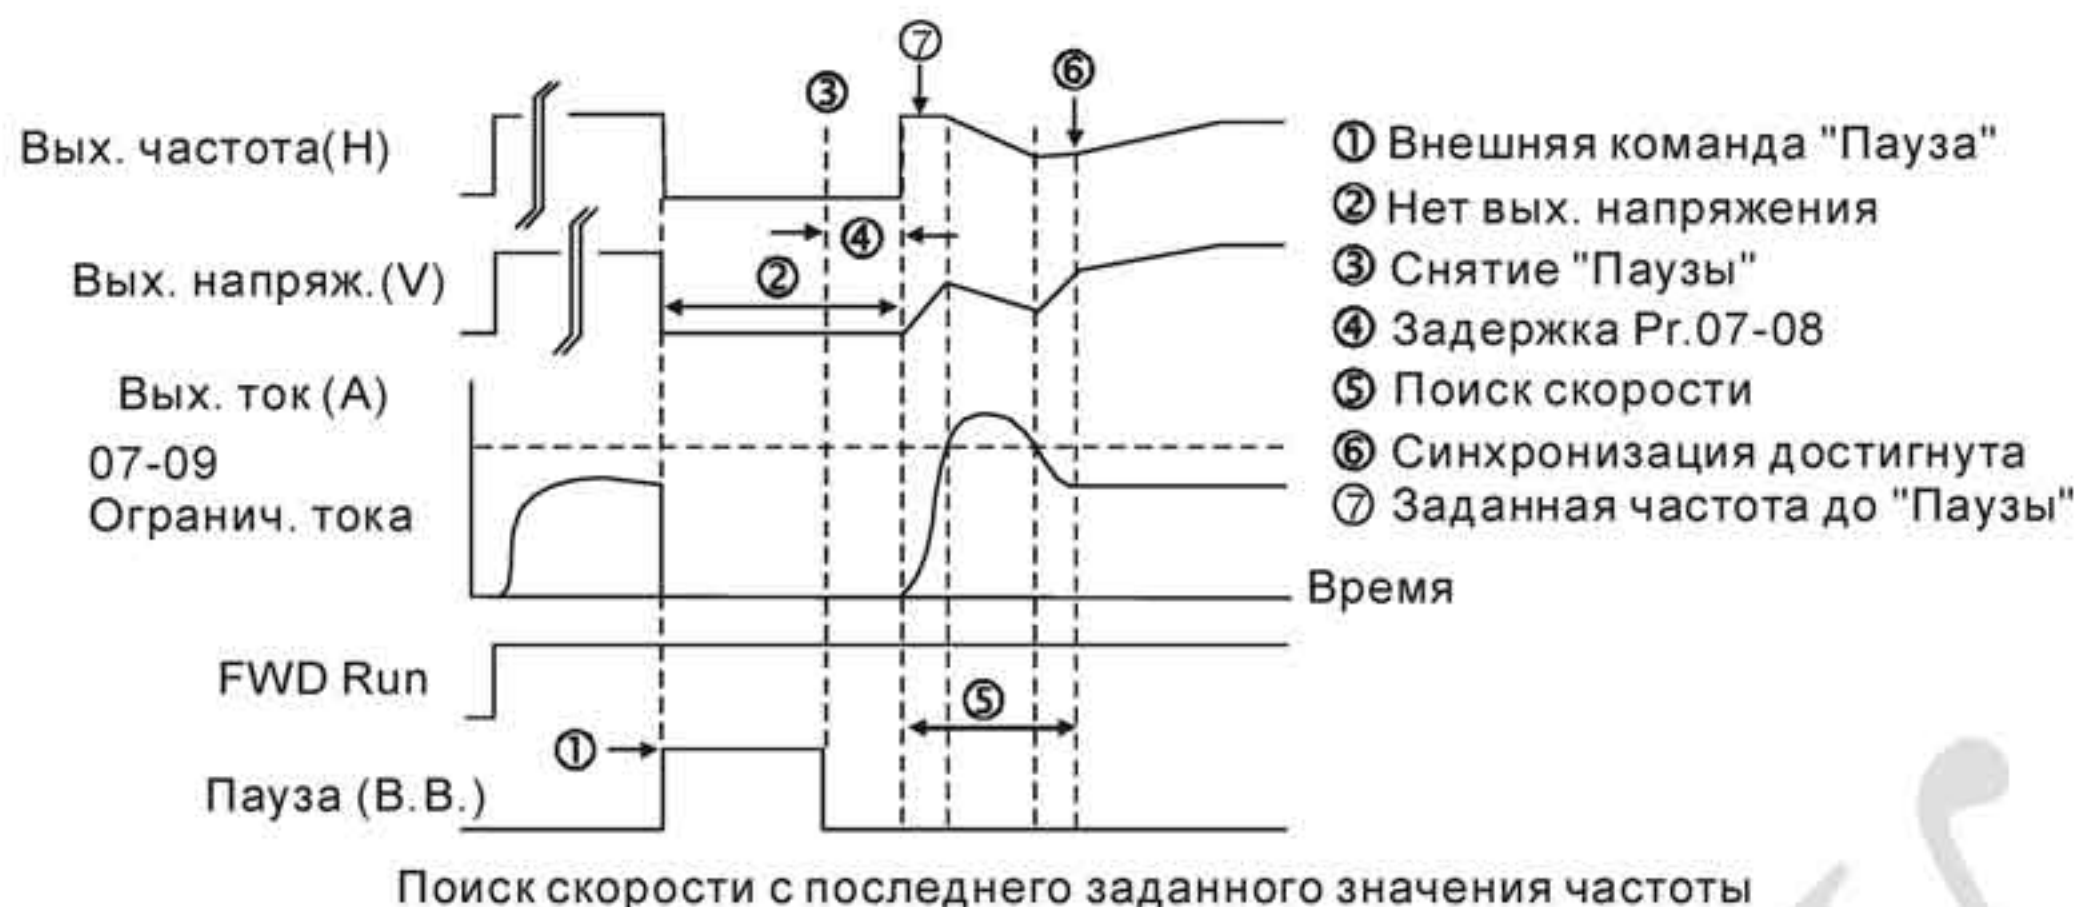 ⑦
⑥
③
Вых. частота(H)
① Внешняя команда "Пауза"
② Нет вых. напряжения
④
②
Вых. напряж.(V)
③ Снятие "Паузы"
④ Задержка Pr.07-08
Вых. ток (A)
⑤ Поиск скорости
07-09
Огранич. тока
⑥ Синхронизация достигнута
⑦ Заданная частота до "Паузы"
Время
FWD Run
⑤
①
Пауза (B.B.)
Поиск скорости с последнего заданного значения частоты